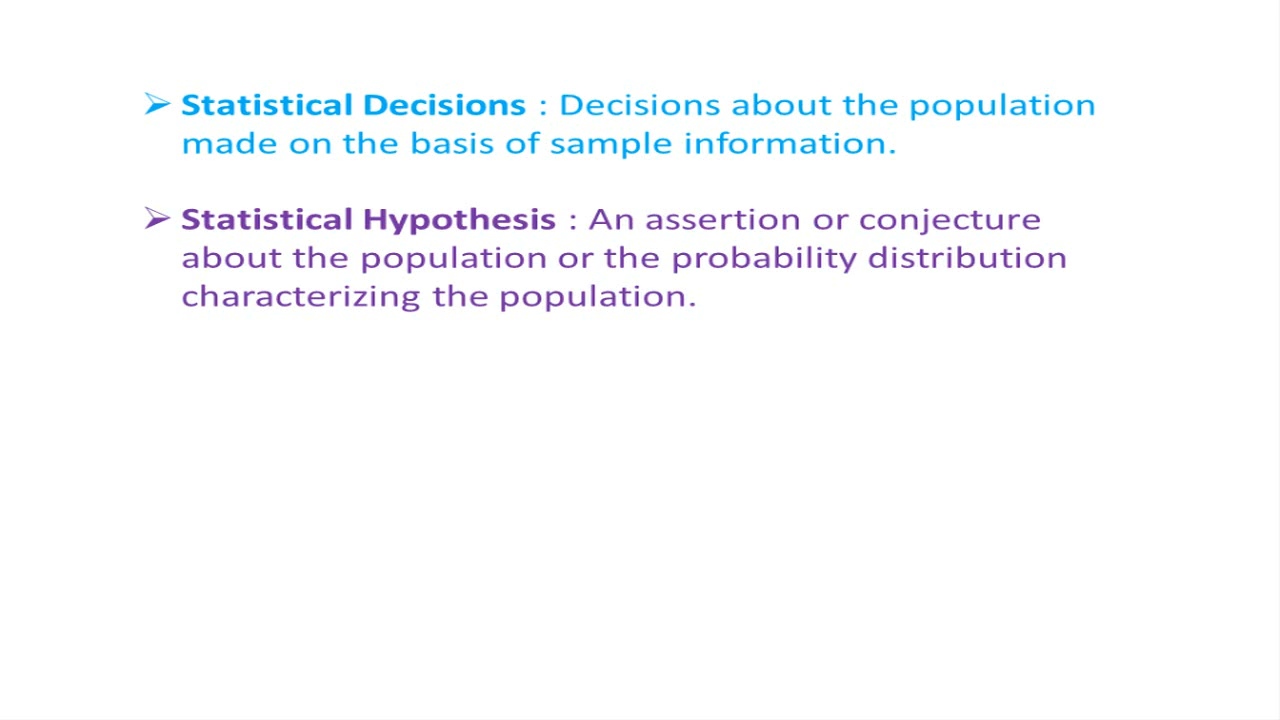 ➢ Statistical Decisions : Decisions about the population
made on the basis of sample information.
➢ Statistical Hypothesis : An assertion or conjecture
about the population or the probability distribution
characterizing the population.